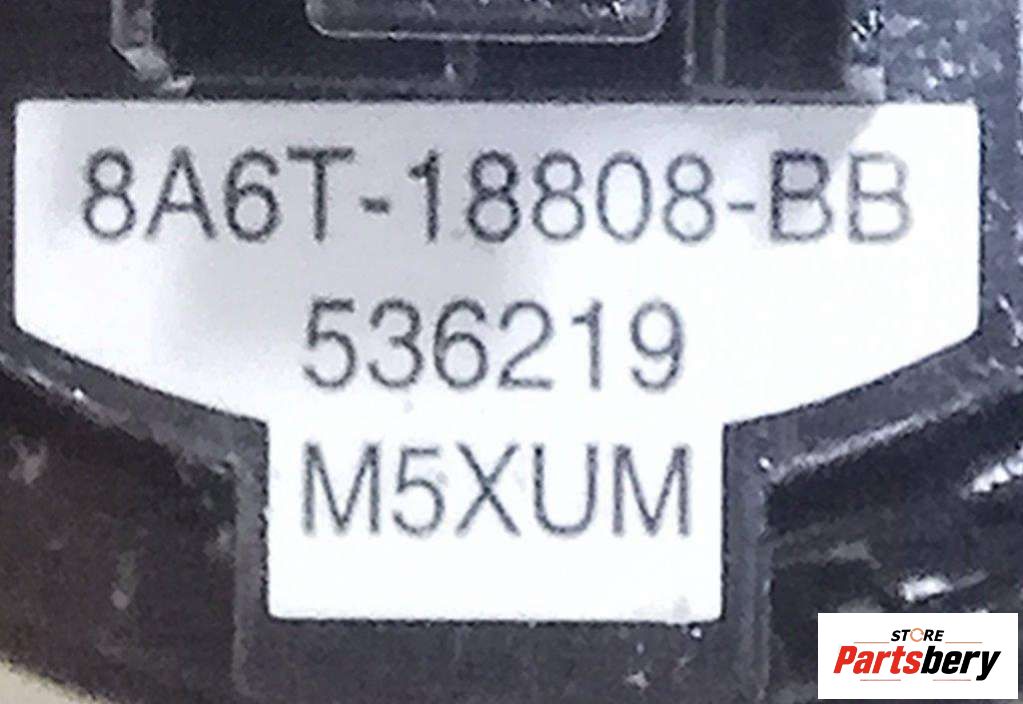 8A6T-18808-BB
536219
M5XUM
STORE
Partsbery